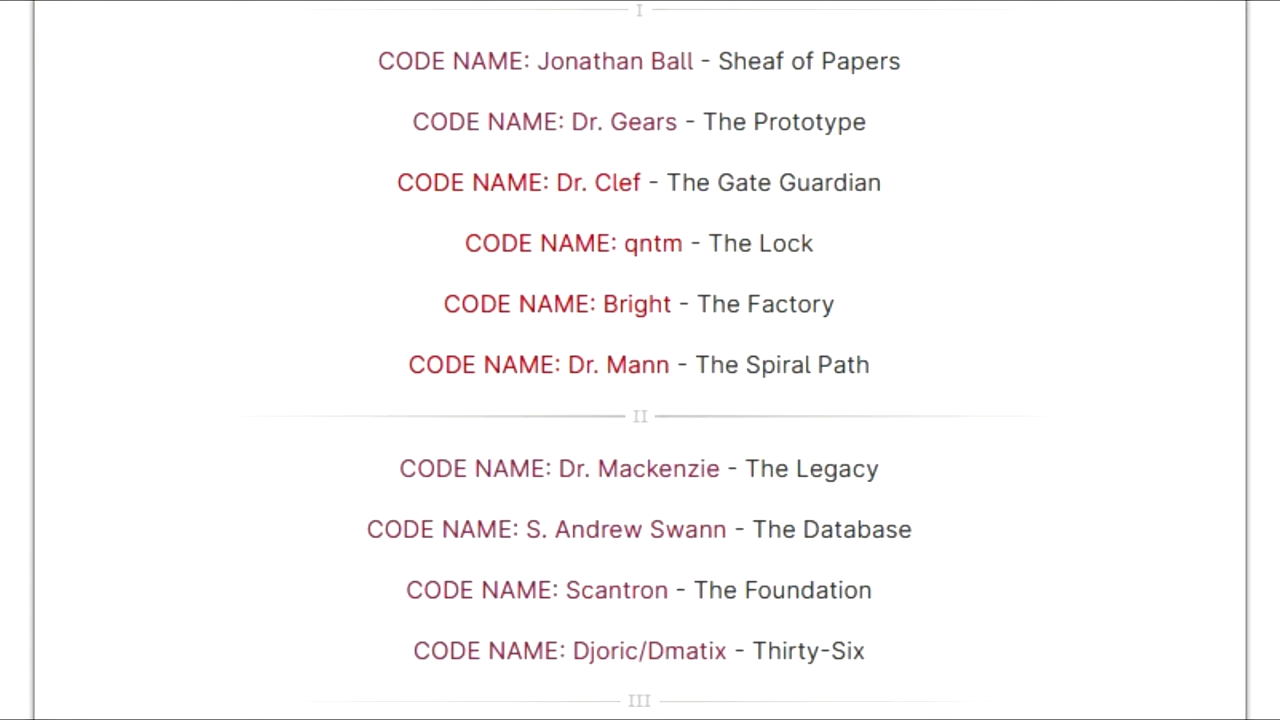 I
CODE NAME: Jonathan Ball - Sheaf of Papers
CODE NAME: Dr. Gears - The Prototype
CODE NAME: Dr. Clef - The Gate Guardian
CODE NAME: qntm - The Lock
CODE NAME: Bright - The Factory
CODE NAME: Dr. Mann - The Spiral Path
II
CODE NAME: Dr. Mackenzie - The Legacy
CODE NAME: S. Andrew Swann - The Database
CODE NAME: Scantron - The Foundation
CODE NAME: Djoric/Dmatix - Thirty-Six
III